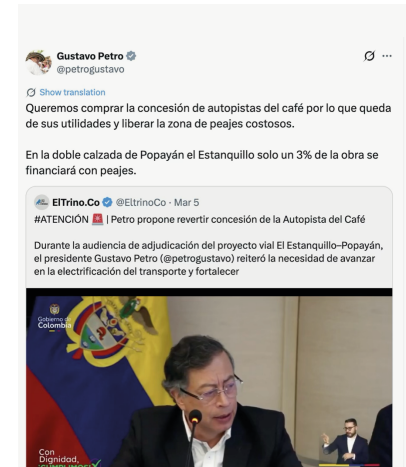 Gustavo Petro
@petrogustavo
Show translation
Queremos comprar la concesión de autopistas del café por lo que queda
de sus utilidades y liberar la zona de peajes costosos.
En la doble calzada de Popayán el Estanquillo solo un 3% de la obra se
financiará con peajes.
ElTrino.Co @EltrinoCo · Mar 5
#ATENCIÓN 🚨 | Petro propone revertir concesión de la Autopista del Café
Durante la audiencia de adjudicación del proyecto vial El Estanquillo–Popayán,
el presidente Gustavo Petro (@petrogustavo) reiteró la necesidad de avanzar
en la electrificación del transporte y fortalecer
Gobierno de
Colombia
Con
Dignidad,
¡CUMPLIMOS!